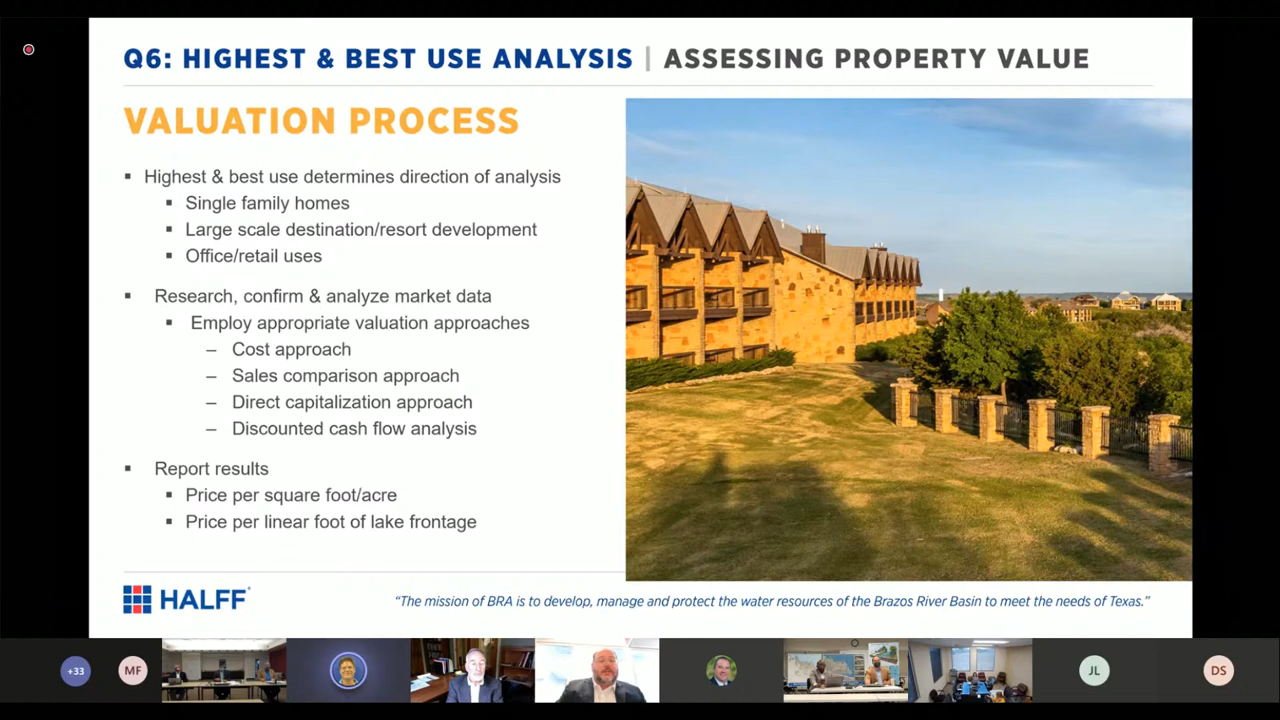 Q6: HIGHEST & BEST USE ANALYSIS | ASSESSING PROPERTY VALUE
VALUATION PROCESS
▪ Highest & best use determines direction of analysis
▪ Single family homes
▪ Large scale destination/resort development
▪ Office/retail uses
▪ Research, confirm & analyze market data
▪ Employ appropriate valuation approaches
– Cost approach
– Sales comparison approach
– Direct capitalization approach
– Discounted cash flow analysis
▪ Report results
▪ Price per square foot/acre
▪ Price per linear foot of lake frontage
HALFF
“The mission of BRA is to develop, manage and protect the water resources of the Brazos River Basin to meet the needs of Texas.”
+33 MF JL DS